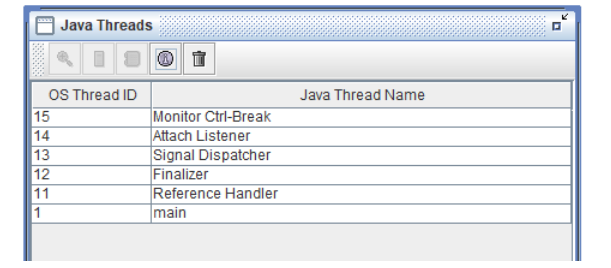 Java Threads
OS Thread ID Java Thread Name
15 Monitor Ctrl-Break
14 Attach Listener
13 Signal Dispatcher
12 Finalizer
11 Reference Handler
1 main